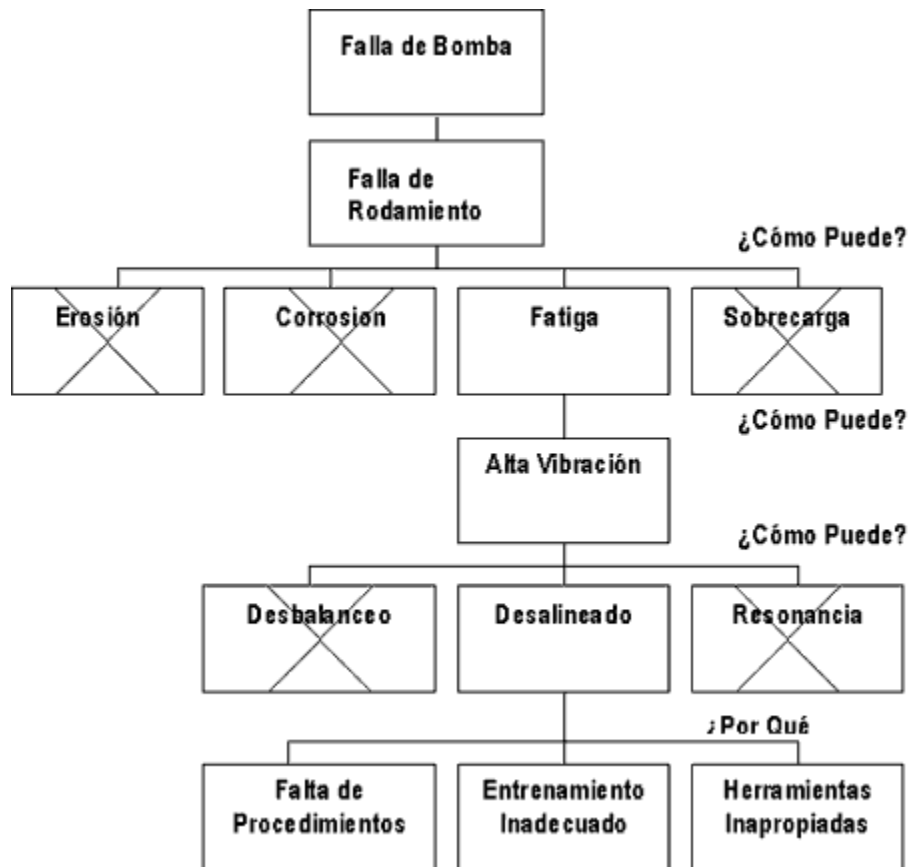 Falla de Bomba
Falla de
Rodamiento
¿Cómo Puede?
Erosión
Corrosion
Fatiga
Sobrecarga
¿Cómo Puede?
Alta Vibración
¿Cómo Puede?
Desbalanceo
Desalineado
Resonancia
¿Por Qué
Falta de
Procedimientos
Entrenamiento
Inadecuado
Herramientas
Inapropiadas